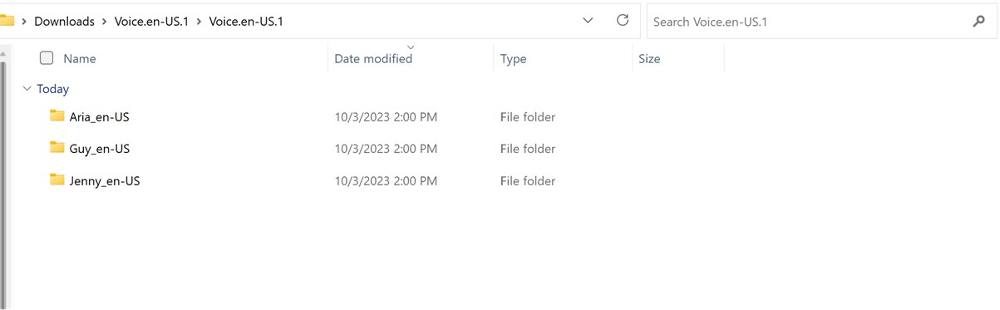 Downloads > Voice.en-US.1 > Voice.en-US.1
Search Voice.en-US.1
Name Date modified Type Size
Today
Aria_en-US 10/3/2023 2:00 PM File folder
Guy_en-US 10/3/2023 2:00 PM File folder
Jenny_en-US 10/3/2023 2:00 PM File folder